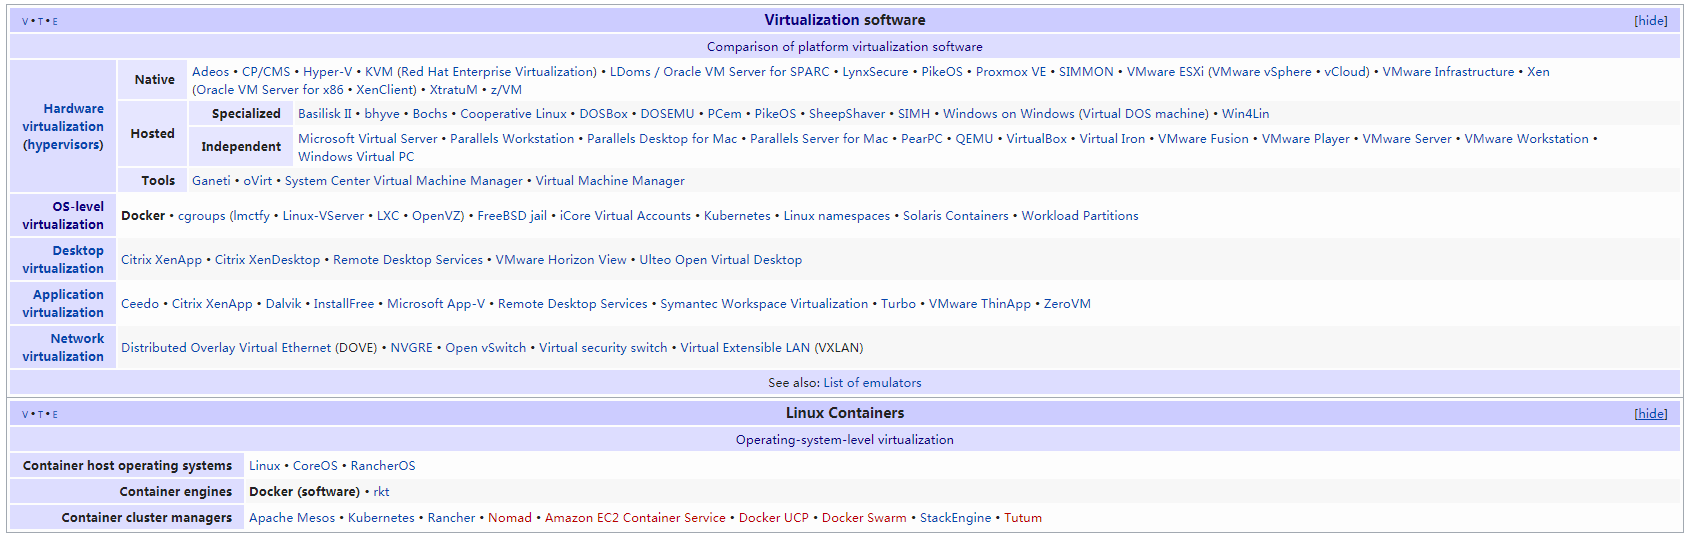 V • T • E Virtualization software [hide]
Comparison of platform virtualization software
Hardware virtualization (hypervisors)
Native
Adeos • CP/CMS • Hyper-V • KVM (Red Hat Enterprise Virtualization) • LDoms / Oracle VM Server for SPARC • LynxSecure • PikeOS • Proxmox VE • SIMMON • VMware ESXi (VMware vSphere • vCloud) • VMware Infrastructure • Xen
(Oracle VM Server for x86 • XenClient) • XtratuM • z/VM
Hosted
Specialized
Basilisk II • bhyve • Bochs • Cooperative Linux • DOSBox • DOSEMU • PCem • PikeOS • SheepShaver • SIMH • Windows on Windows (Virtual DOS machine) • Win4Lin
Independent
Microsoft Virtual Server • Parallels Workstation • Parallels Desktop for Mac • Parallels Server for Mac • PearPC • QEMU • VirtualBox • Virtual Iron • VMware Fusion • VMware Player • VMware Server • VMware Workstation •
Windows Virtual PC
Tools
Ganeti • oVirt • System Center Virtual Machine Manager • Virtual Machine Manager
OS-level
virtualization
Docker • cgroups (lmctfy • Linux-VServer • LXC • OpenVZ) • FreeBSD jail • iCore Virtual Accounts • Kubernetes • Linux namespaces • Solaris Containers • Workload Partitions
Desktop
virtualization
Citrix XenApp • Citrix XenDesktop • Remote Desktop Services • VMware Horizon View • Ulteo Open Virtual Desktop
Application
virtualization
Ceedo • Citrix XenApp • Dalvik • InstallFree • Microsoft App-V • Remote Desktop Services • Symantec Workspace Virtualization • Turbo • VMware ThinApp • ZeroVM
Network
virtualization
Distributed Overlay Virtual Ethernet (DOVE) • NVGRE • Open vSwitch • Virtual security switch • Virtual Extensible LAN (VXLAN)
See also: List of emulators
V • T • E Linux Containers [hide]
Operating-system-level virtualization
Container host operating systems Linux • CoreOS • RancherOS
Container engines Docker (software) • rkt
Container cluster managers Apache Mesos • Kubernetes • Rancher • Nomad • Amazon EC2 Container Service • Docker UCP • Docker Swarm • StackEngine • Tutum